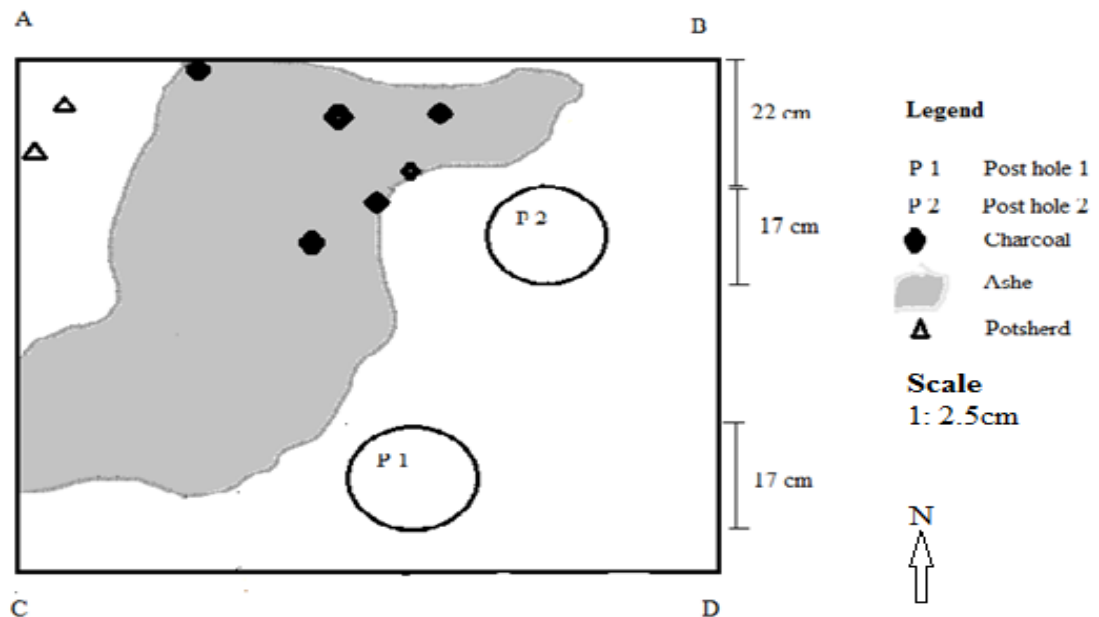 A
B
22 cm
Legend
P 1 Post hole 1
P 2 Post hole 2
Charcoal
Ashe
Potsherd
Scale
1: 2.5cm
P 2
17 cm
P 1
17 cm
N
C
D